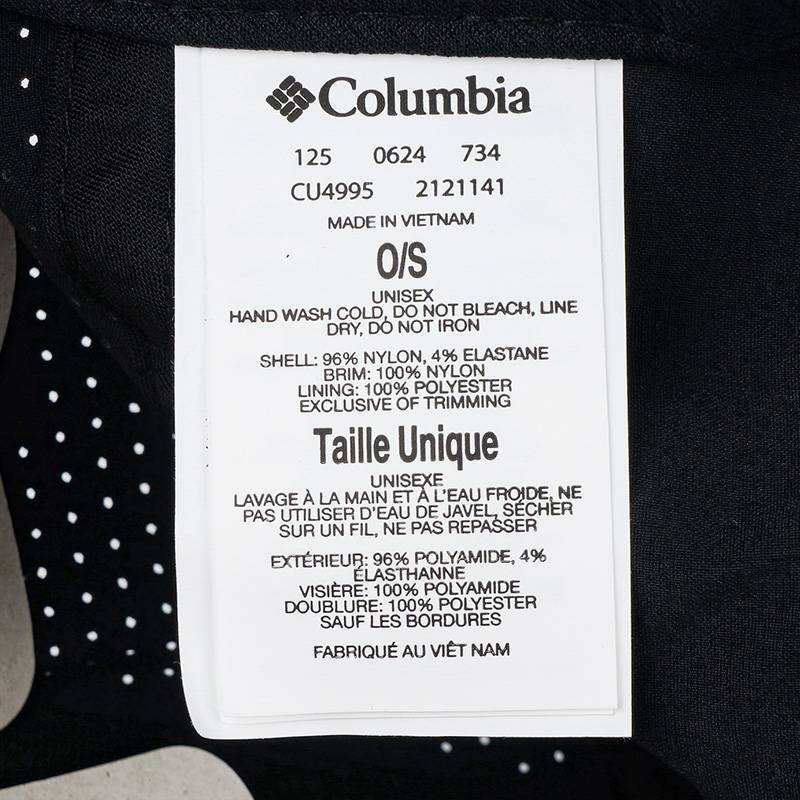 Columbia
125 0624 734
CU4995 2121141
MADE IN VIETNAM
O/S
UNISEX
HAND WASH COLD, DO NOT BLEACH, LINE
DRY, DO NOT IRON
SHELL: 96% NYLON, 4% ELASTANE
BRIM: 100% NYLON
LINING: 100% POLYESTER
EXCLUSIVE OF TRIMMING
Taille Unique
UNISEXE
LAVAGE À LA MAIN ET À L'EAU FROIDE, NE
PAS UTILISER D'EAU DE JAVEL, SÉCHER
SUR UN FIL, NE PAS REPASSER
EXTÉRIEUR: 96% POLYAMIDE, 4%
ÉLASTHANNE
VISIÈRE: 100% POLYAMIDE
DOUBLURE: 100% POLYESTER
SAUF LES BORDURES
FABRIQUÉ AU VIÊT NAM